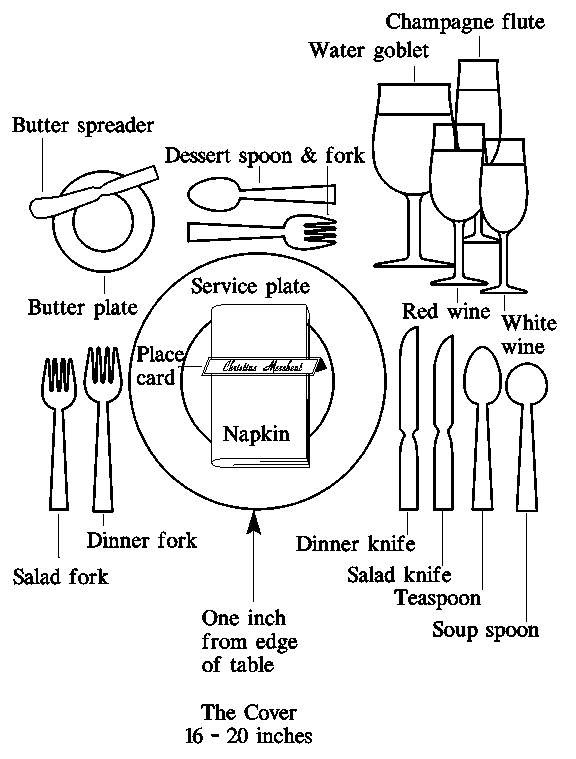 Champagne flute
Water goblet
Butter spreader
Dessert spoon & fork
Service plate
Butter plate
Red wine
White
wine
Place
card
Napkin
Dinner fork
Dinner knife
Salad fork
Salad knife
Teaspoon
Soup spoon
One inch
from edge
of table
The Cover
16 - 20 inches